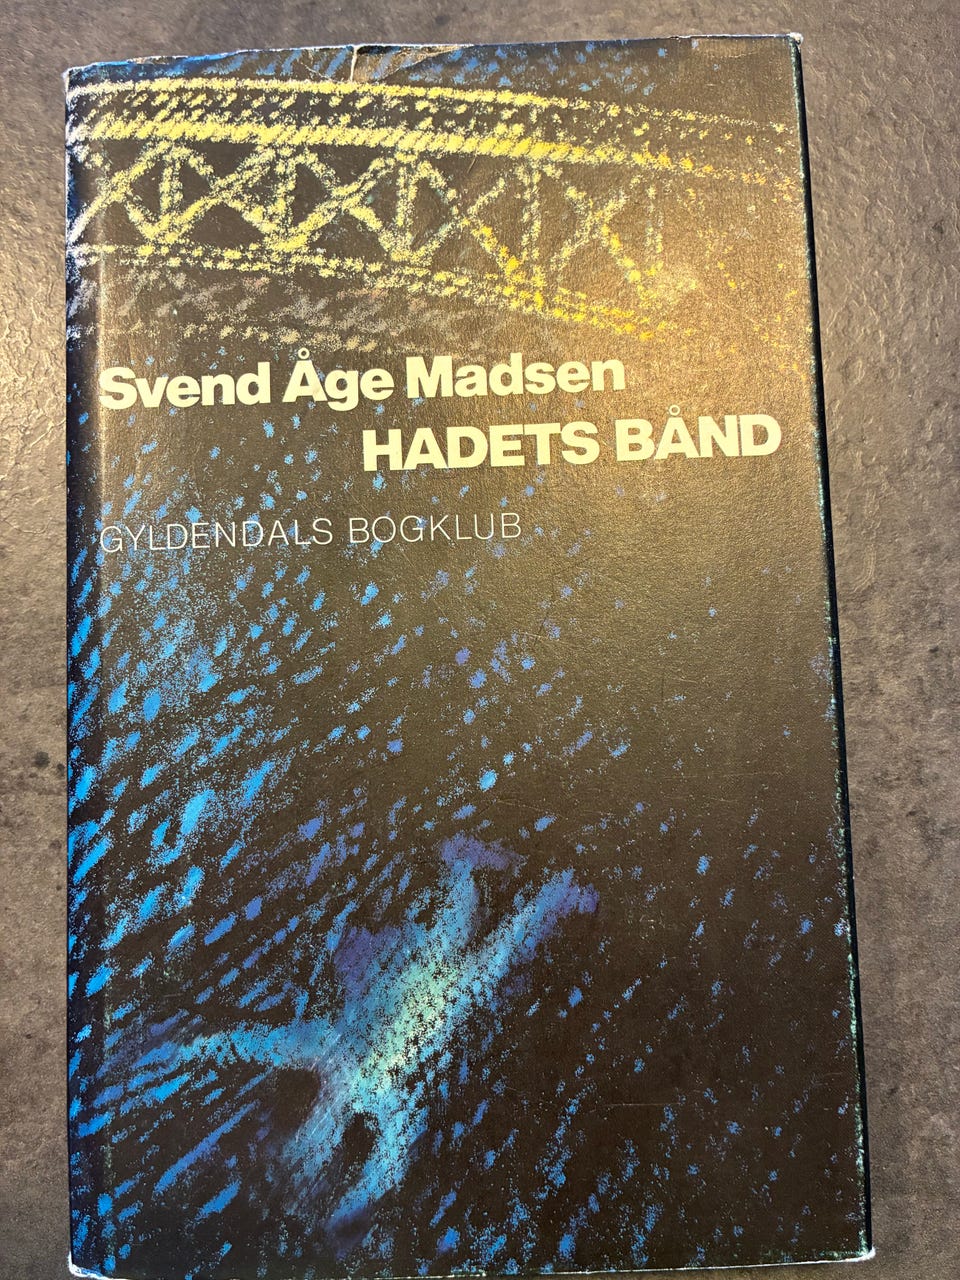 Svend Åge Madsen
HADETS BÅND
GYLDENDALS BOGKLUB